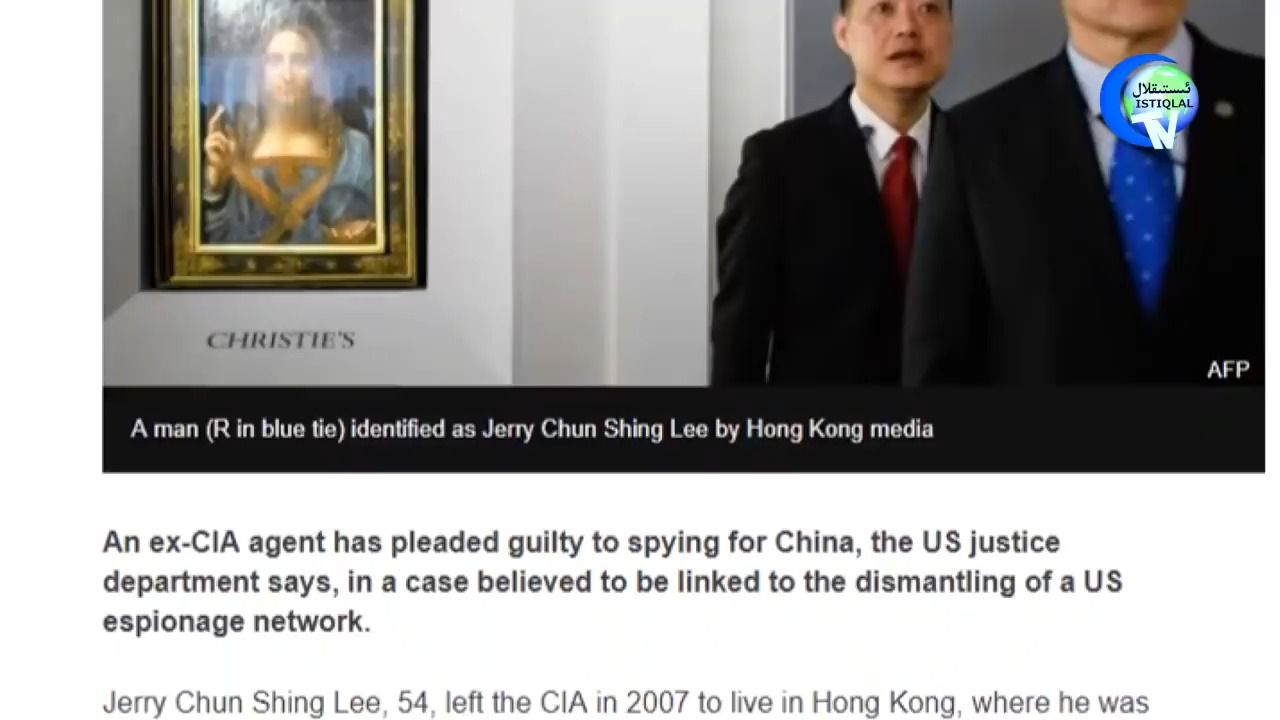 ئىستىقلال
ISTIQLAL
TV
CHRISTIE'S
AFP
A man (R in blue tie) identified as Jerry Chun Shing Lee by Hong Kong media
An ex-CIA agent has pleaded guilty to spying for China, the US justice
department says, in a case believed to be linked to the dismantling of a US
espionage network.
Jerry Chun Shing Lee, 54, left the CIA in 2007 to live in Hong Kong, where he was